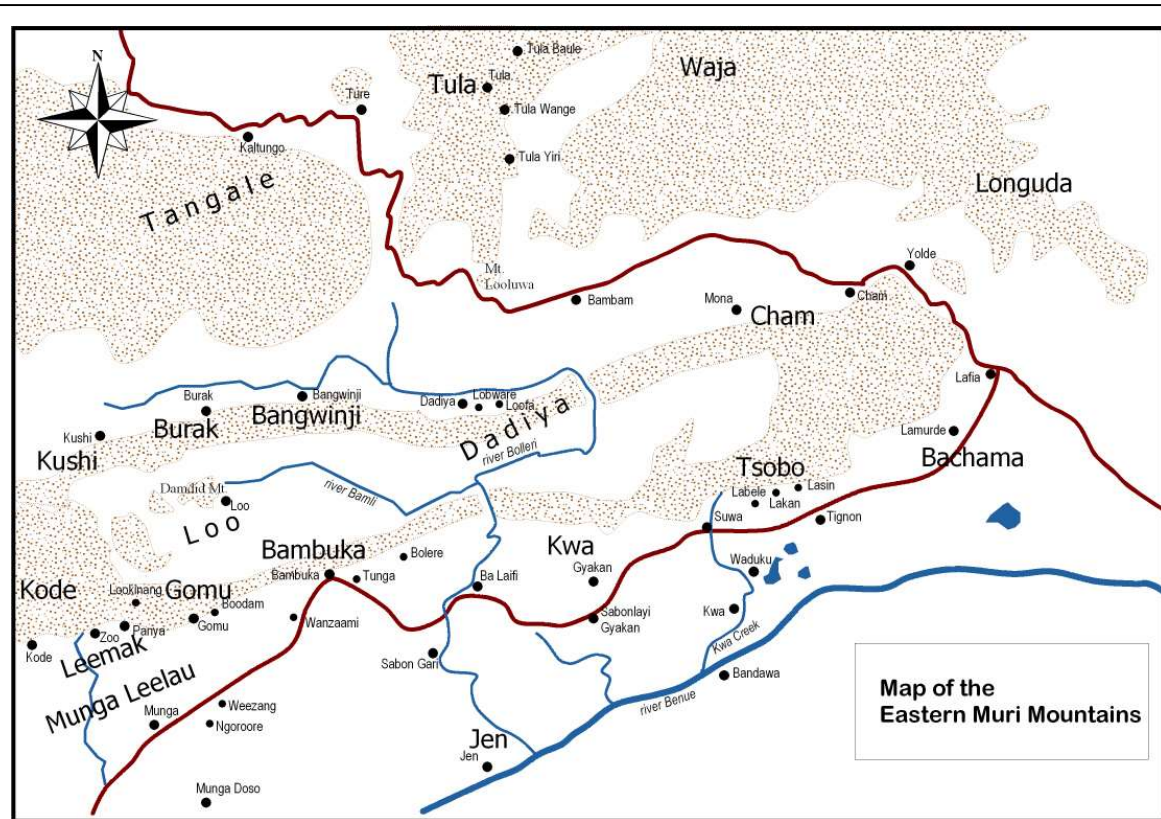 N
Tula Baule
Waja
Tula
Tula
Ture
Tula Wange
Kaltungo
Tula Yiri
Tangale
Longuda
Yolde
Mt.
Looluwa
Bambam
Cham
Mona
Cham
Lafia
Burak
Bangwinji
Dadiya
Lobware
Loofa
Burak
Bangwinji
Dadiya
Kushi
Kushi
Lamurde
Bachama
river Bolleri
Tsobo
Damdid Mt.
river Bamli
Loo
Loo
Labele
Lakan
Lasin
Suwa
Tignon
Bambuka
Kwa
Bolere
Gyakan
Waduku
Kode
Gomu
Bambuka
Tunga
Ba Laifi
Lookinang
Boodam
Sabonlayi
Gyakan
Kwa
Zoo
Panya
Gomu
Wanzaami
Kode
Leemak
Sabon Gari
Kwa Creek
Bandawa
Munga Leelau
Weezang
river Benue
Munga
Ngoroore
Jen
Jen
Munga Doso
Map of the
Eastern Muri Mountains